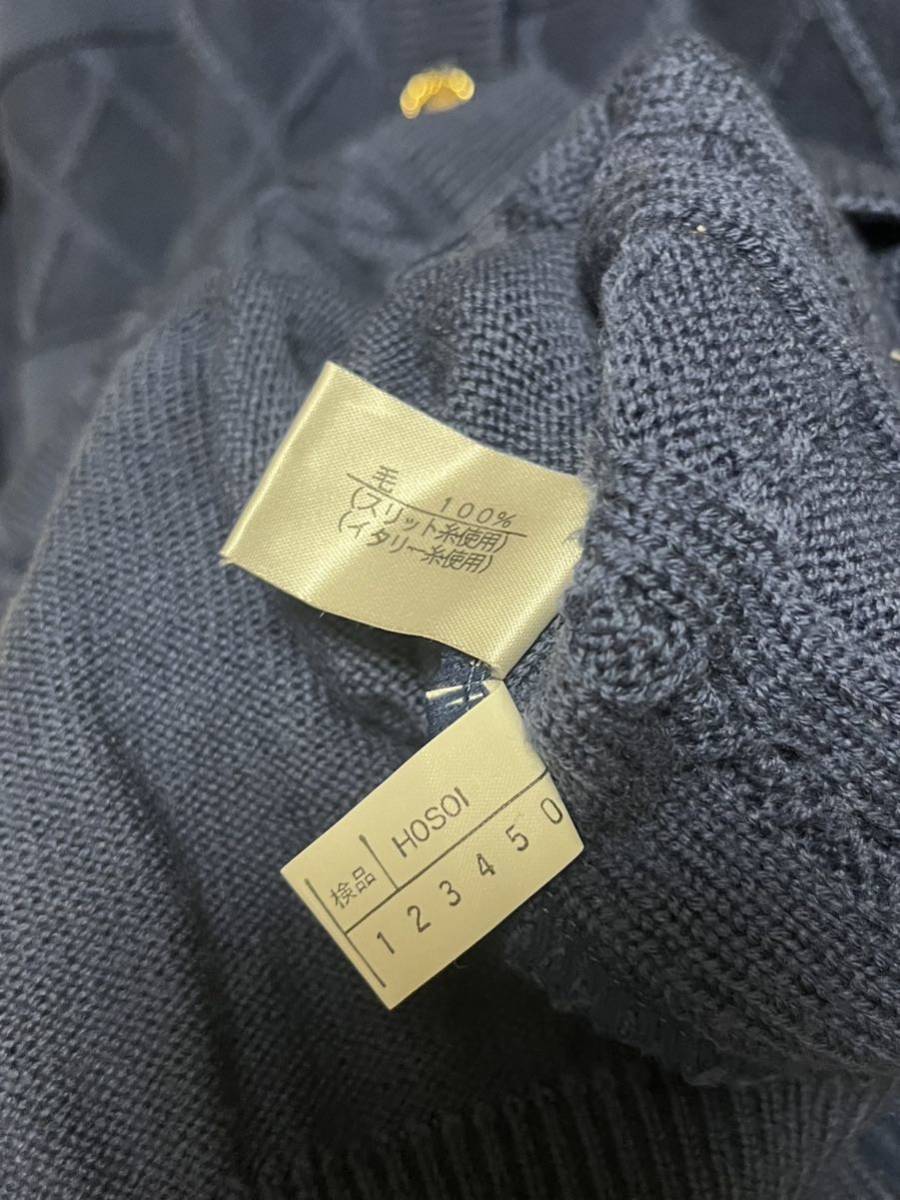 毛 100%
(スリット糸使用)
(イタリー糸使用)
検品 HOSOI
1 2 3 4 5 0